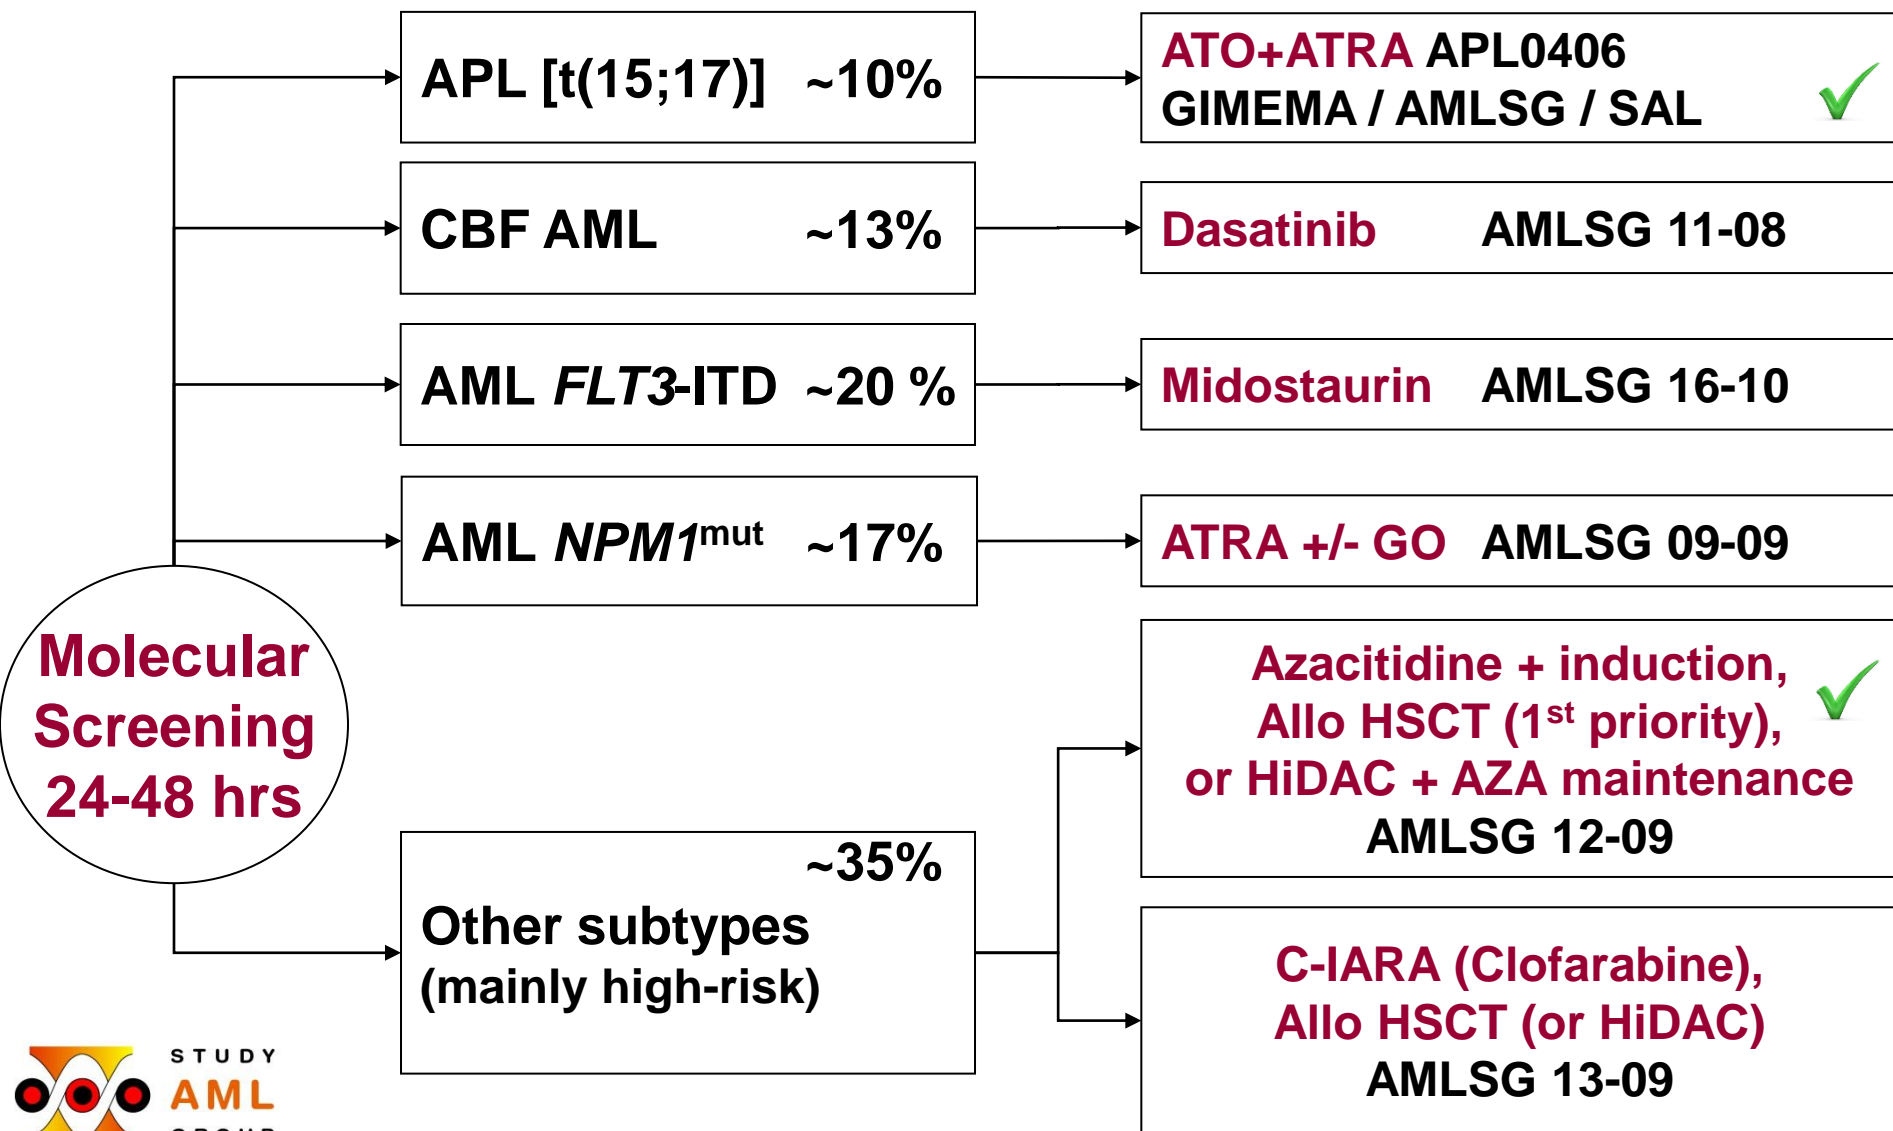 APL [t(15;17)] ~10%
ATO+ATRA APL0406
GIMEMA / AMLSG / SAL
CBF AML ~13%
Dasatinib AMLSG 11-08
AML FLT3-ITD ~20 %
Midostaurin AMLSG 16-10
AML NPM1mut ~17%
ATRA +/- GO AMLSG 09-09
Molecular
Screening
24-48 hrs
~35%
Other subtypes
(mainly high-risk)
Azacitidine + induction,
Allo HSCT (1st priority),
or HiDAC + AZA maintenance
AMLSG 12-09
C-IARA (Clofarabine),
Allo HSCT (or HiDAC)
AMLSG 13-09
STUDY
AML
GROUP